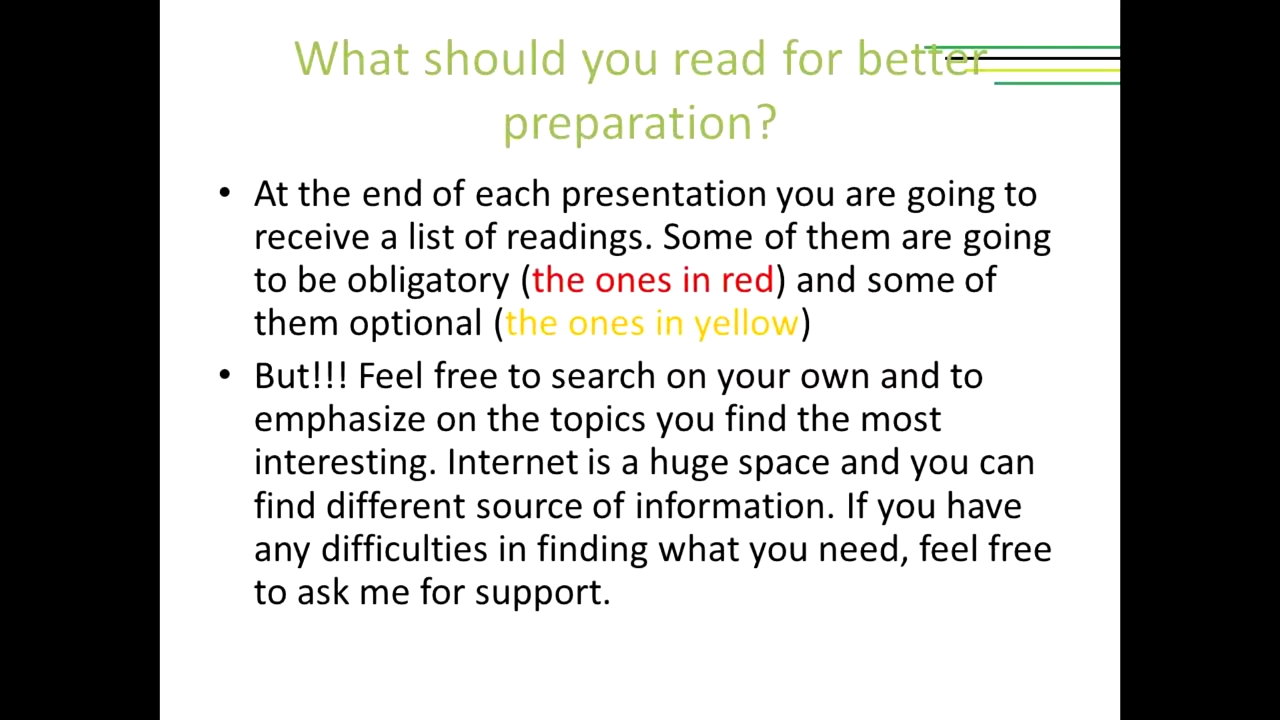 What should you read for better
preparation?
• At the end of each presentation you are going to
receive a list of readings. Some of them are going
to be obligatory (the ones in red) and some of
them optional (the ones in yellow)
• But!!! Feel free to search on your own and to
emphasize on the topics you find the most
interesting. Internet is a huge space and you can
find different source of information. If you have
any difficulties in finding what you need, feel free
to ask me for support.